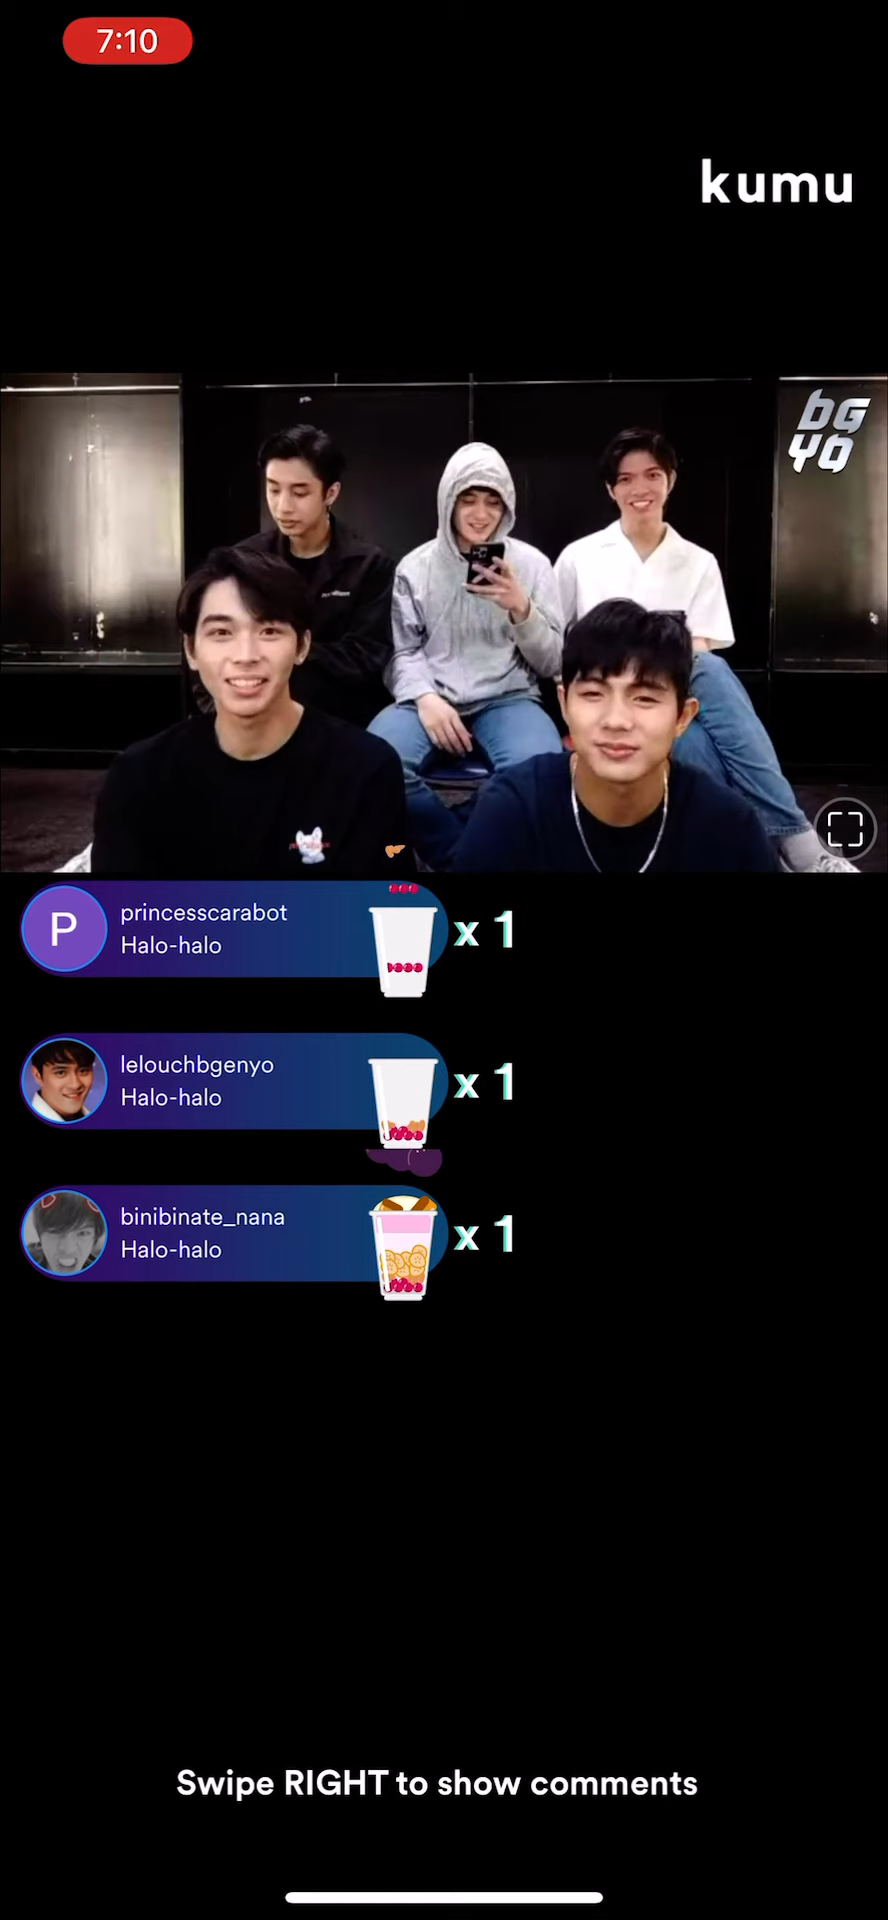 7:10
kumu
BG
YO
P
princesscarabot
Halo-halo
x 1
lelouchbgenyo
Halo-halo
x 1
binibinate_nana
Halo-halo
x 1
Swipe RIGHT to show comments